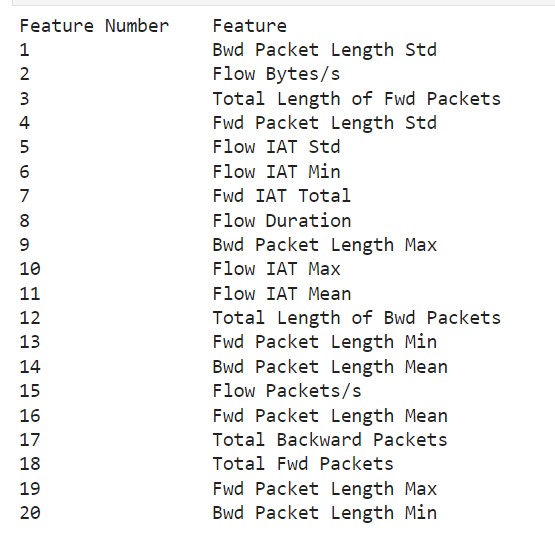 Feature Number Feature
1 Bwd Packet Length Std
2 Flow Bytes/s
3 Total Length of Fwd Packets
4 Fwd Packet Length Std
5 Flow IAT Std
6 Flow IAT Min
7 Fwd IAT Total
8 Flow Duration
9 Bwd Packet Length Max
10 Flow IAT Max
11 Flow IAT Mean
12 Total Length of Bwd Packets
13 Fwd Packet Length Min
14 Bwd Packet Length Mean
15 Flow Packets/s
16 Fwd Packet Length Mean
17 Total Backward Packets
18 Total Fwd Packets
19 Fwd Packet Length Max
20 Bwd Packet Length Min